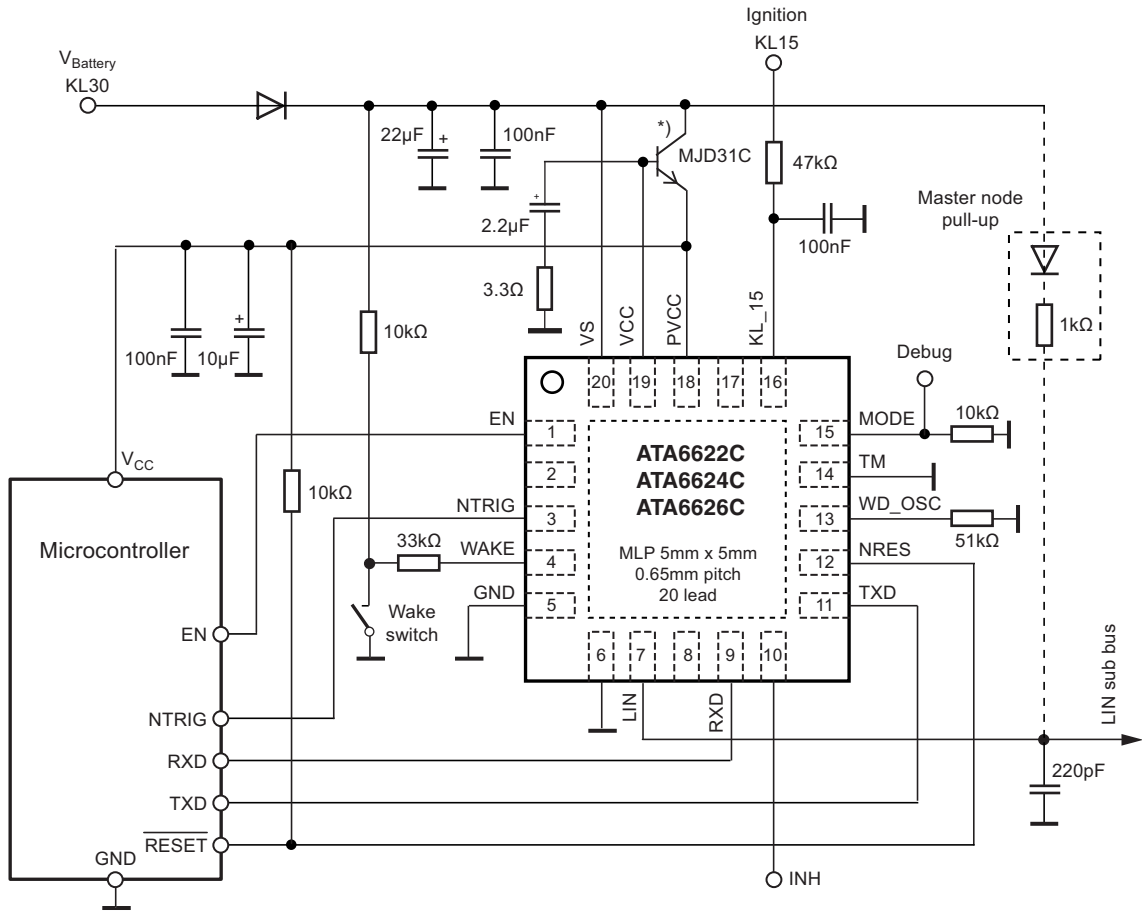 Ignition
KL15
V_Battery
KL30
22µF
+
100nF
*)
MJD31C
47kΩ
Master node
pull-up
+
2.2µF
100nF
3.3Ω
1kΩ
10kΩ
100nF
+
10µF
VS
VCC
PVCC
KL_15
Debug
20
19
18
17
16
EN
1
2
NTRIG
3
WAKE
4
GND
5
15
MODE
10kΩ
14
TM
13
WD_OSC
51kΩ
12
NRES
11
TXD
ATA6622C
ATA6624C
ATA6626C
MLP 5mm x 5mm
0.65mm pitch
20 lead
V_CC
10kΩ
Microcontroller
33kΩ
Wake
switch
6
7
8
9
10
LIN
RXD
LIN sub bus
EN
NTRIG
RXD
TXD
RESET
GND
220pF
INH